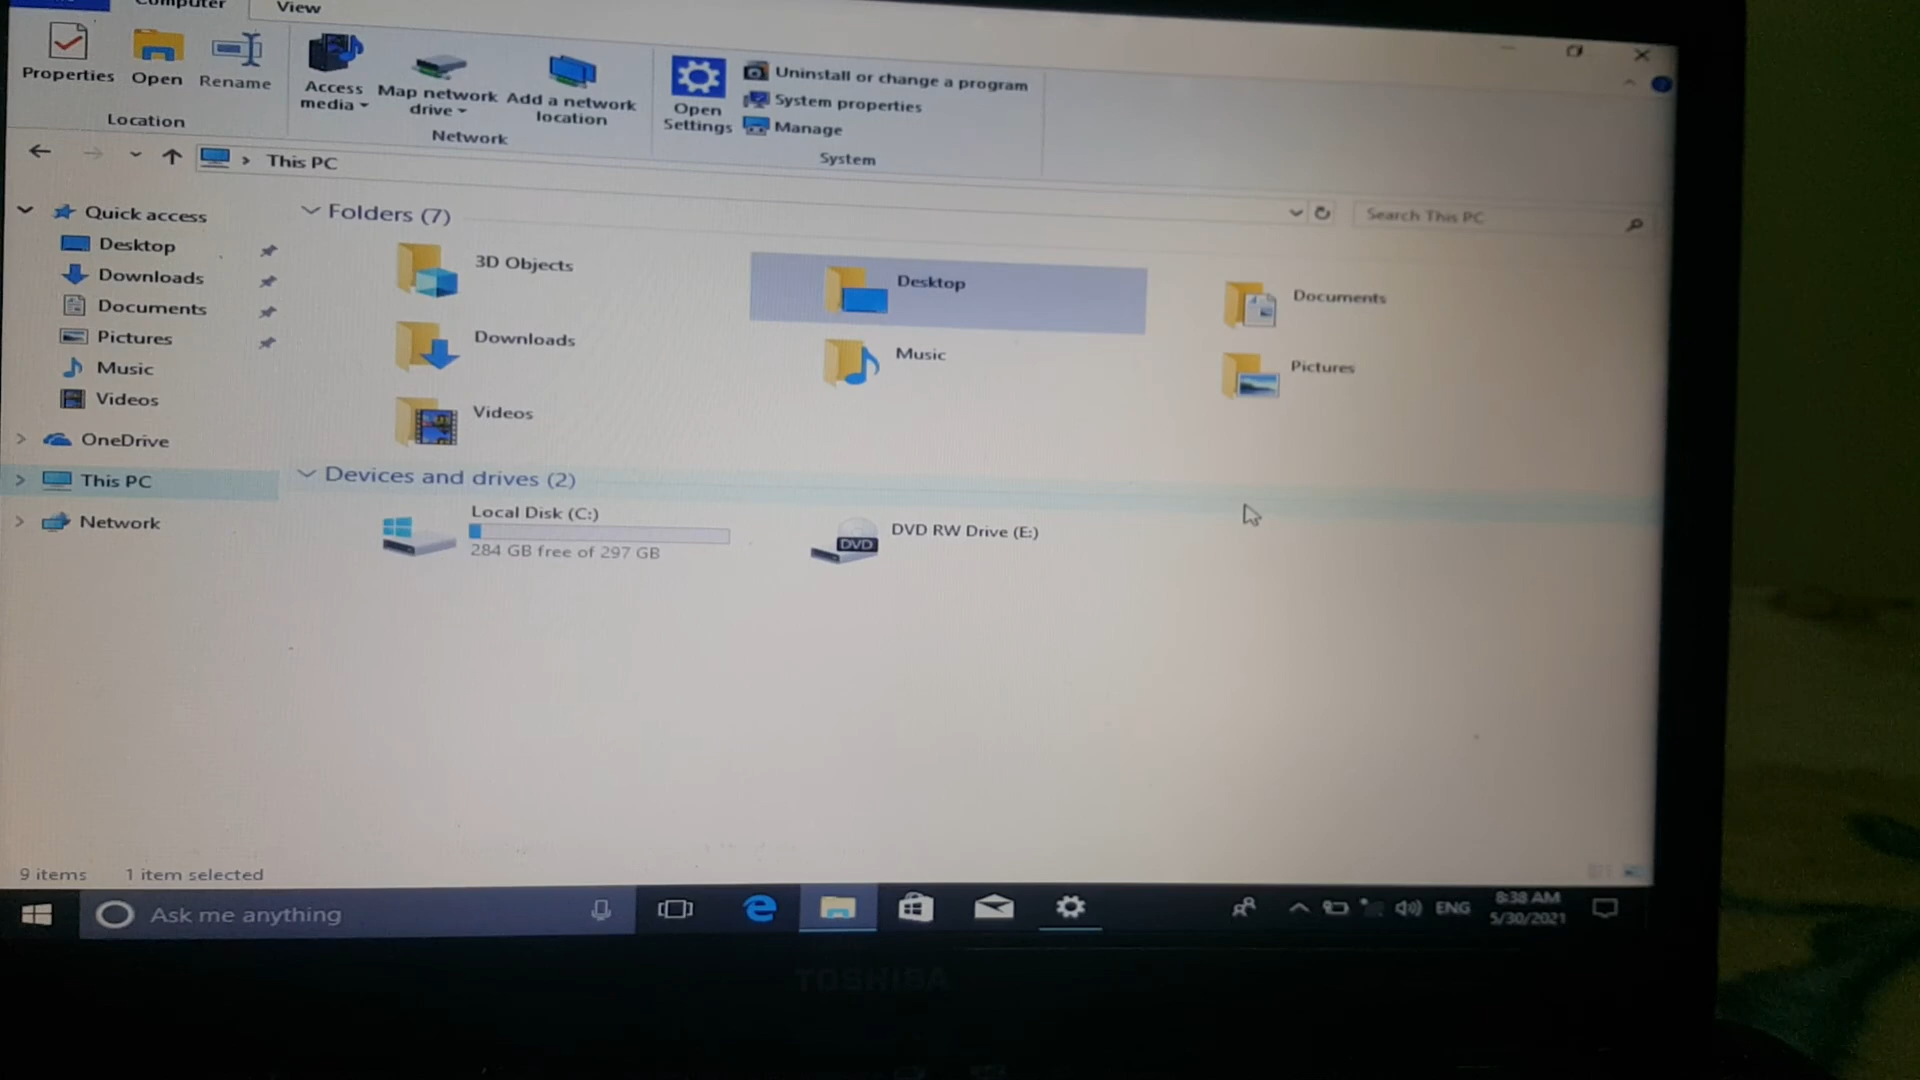 Computer
View
Properties
Open
Rename
Location
Access
media
Map network
drive
Add a network
location
Network
Open
Settings
Uninstall or change a program
System properties
Manage
System
This PC
Search This PC
Quick access
Desktop
Downloads
Documents
Pictures
Music
Videos
OneDrive
This PC
Network
Folders (7)
3D Objects
Desktop
Documents
Downloads
Music
Pictures
Videos
Devices and drives (2)
Local Disk (C:)
284 GB free of 297 GB
DVD
DVD RW Drive (E:)
9 items
1 item selected
Ask me anything
ENG
8:38 AM
5/30/2021
TOSHIBA